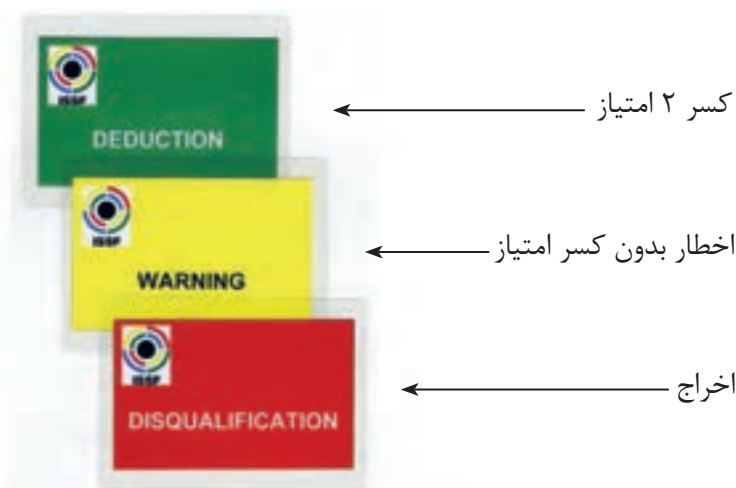 ISSF
DEDUCTION
کسر ۲ امتیاز
ISSF
WARNING
اخطار بدون کسر امتیاز
ISSF
DISQUALIFICATION
اخراج